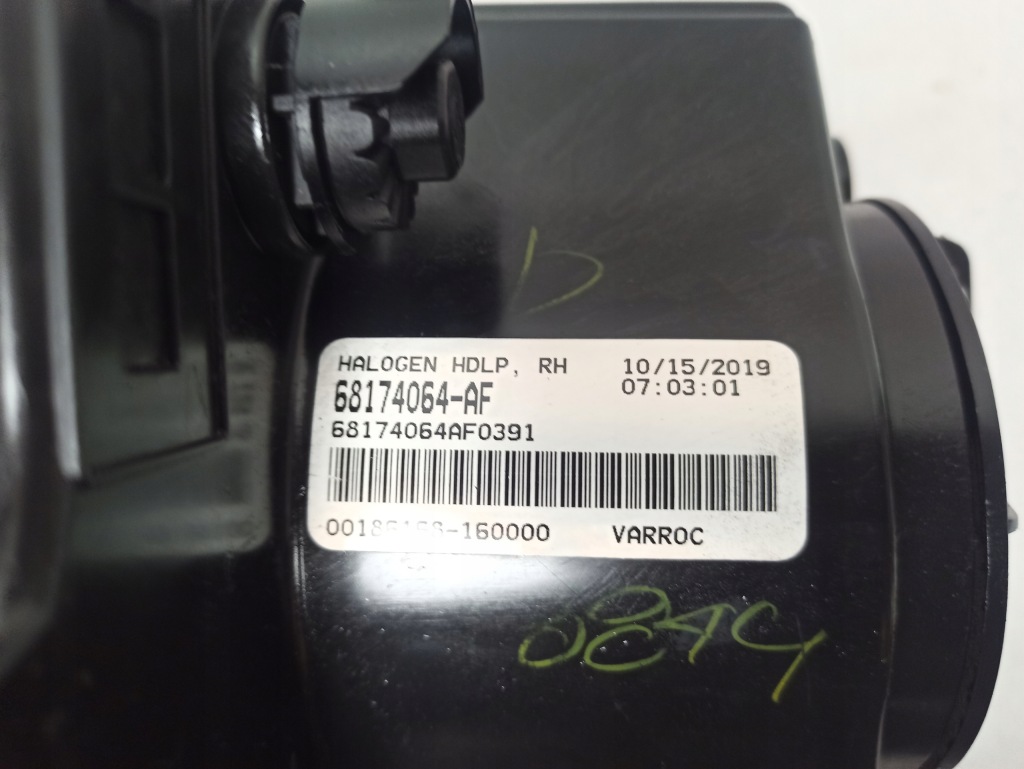 HALOGEN HDLP, RH 10/15/2019
07:03:01
68174064-AF
68174064AF0391
VARROC